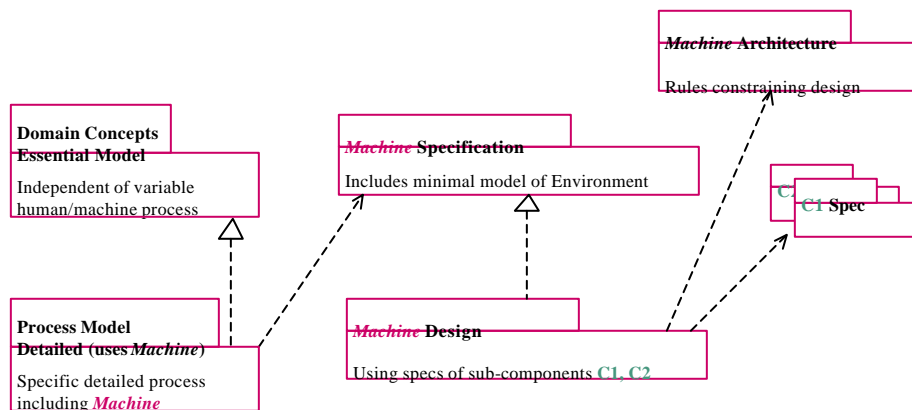 Machine Architecture
Rules constraining design
Domain Concepts
Essential Model
Independent of variable
human/machine process
Machine Specification
Includes minimal model of Environment
C1 Spec
Process Model
Detailed (uses Machine)
Specific detailed process
including Machine
Machine Design
Using specs of sub-components C1, C2